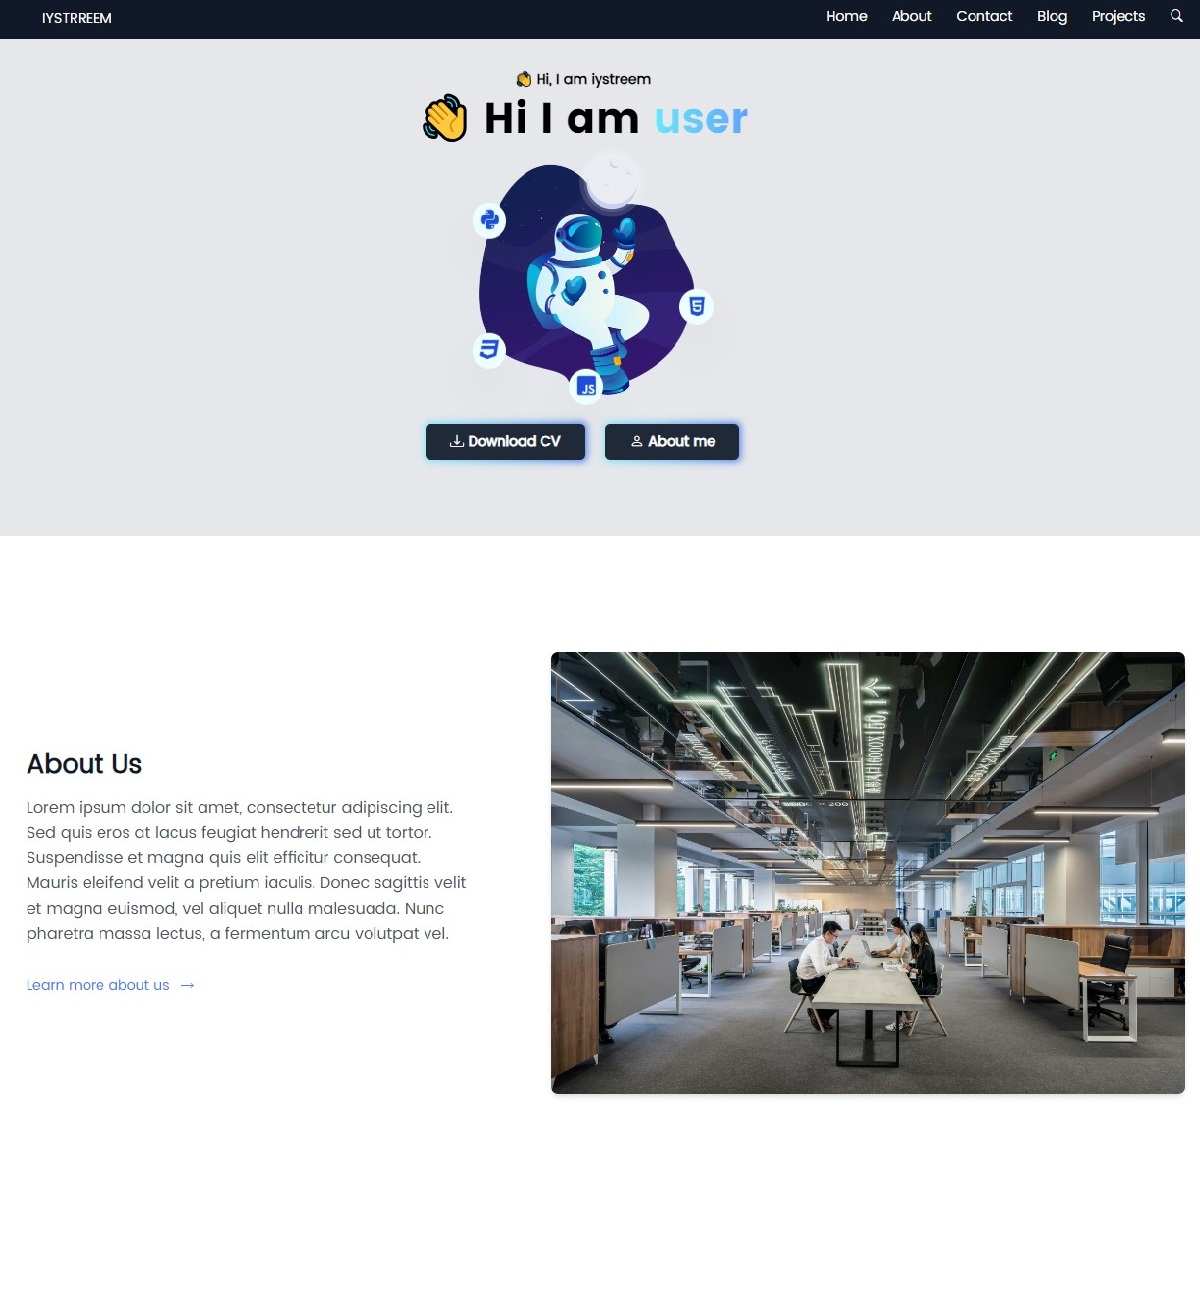 IYSTRREEM
Home About Contact Blog Projects
👋 Hi, I am iystreem
👋 Hi I am user
JS
Download CV
About me
About Us
Lorem ipsum dolor sit amet, consectetur adipiscing elit.
Sed quis eros at lacus feugiat hendrerit sed ut tortor.
Suspendisse et magna quis elit efficitur consequat.
Mauris eleifend velit a pretium iaculis. Donec sagittis velit
et magna euismod, vel aliquet nulla malesuada. Nunc
pharetra massa lectus, a fermentum arcu volutpat vel.
Learn more about us →